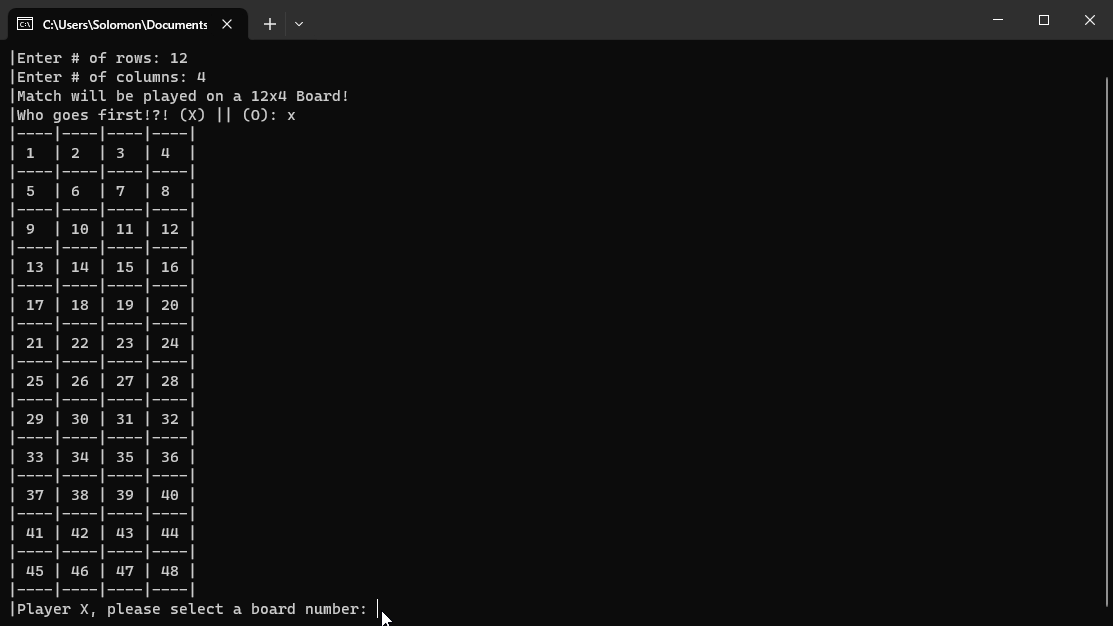 C:\Users\Solomon\Documents
|Enter # of rows: 12
|Enter # of columns: 4
|Match will be played on a 12x4 Board!
|Who goes first!?! (X) || (O): x
|----|----|----|----|
| 1  | 2  | 3  | 4  |
|----|----|----|----|
| 5  | 6  | 7  | 8  |
|----|----|----|----|
| 9  | 10 | 11 | 12 |
|----|----|----|----|
| 13 | 14 | 15 | 16 |
|----|----|----|----|
| 17 | 18 | 19 | 20 |
|----|----|----|----|
| 21 | 22 | 23 | 24 |
|----|----|----|----|
| 25 | 26 | 27 | 28 |
|----|----|----|----|
| 29 | 30 | 31 | 32 |
|----|----|----|----|
| 33 | 34 | 35 | 36 |
|----|----|----|----|
| 37 | 38 | 39 | 40 |
|----|----|----|----|
| 41 | 42 | 43 | 44 |
|----|----|----|----|
| 45 | 46 | 47 | 48 |
|----|----|----|----|
|Player X, please select a board number: